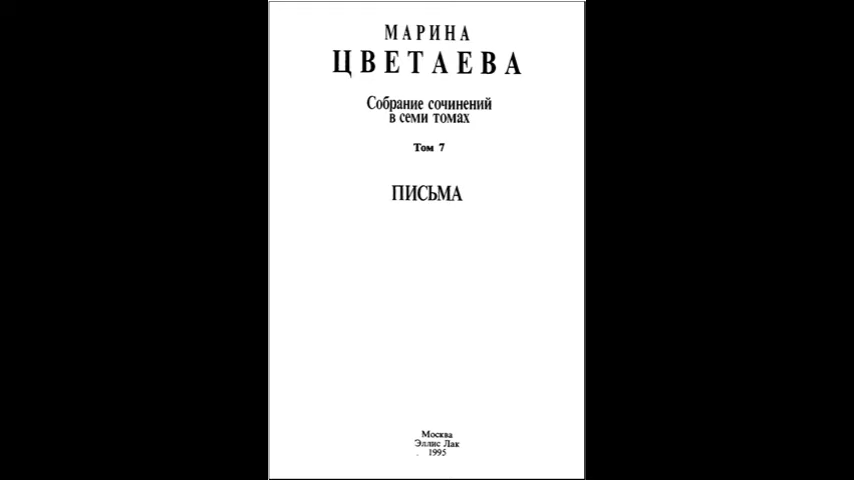 МАРИНА
ЦВЕТАЕВА
Собрание сочинений
в семи томах
Том 7
ПИСЬМА
Москва
Эллис Лак
1995